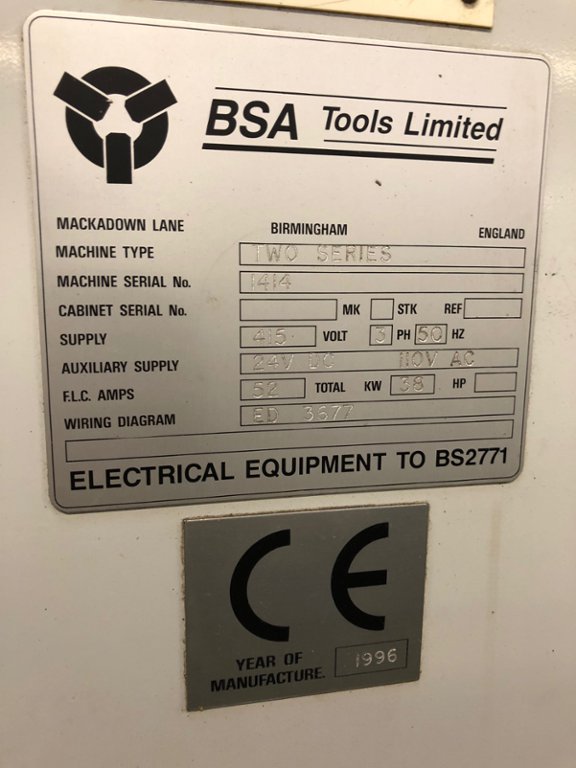 BSA Tools Limited
MACKADOWN LANE BIRMINGHAM ENGLAND
MACHINE TYPE TWO SERIES
MACHINE SERIAL No. 1414
CABINET SERIAL No. MK STK REF
SUPPLY 415 VOLT 3 PH 50 HZ
AUXILIARY SUPPLY 24V DC 110V AC
F.L.C. AMPS 52 TOTAL KW 38 HP
WIRING DIAGRAM ED 3677
ELECTRICAL EQUIPMENT TO BS2771
CE
YEAR OF
MANUFACTURE. 1996